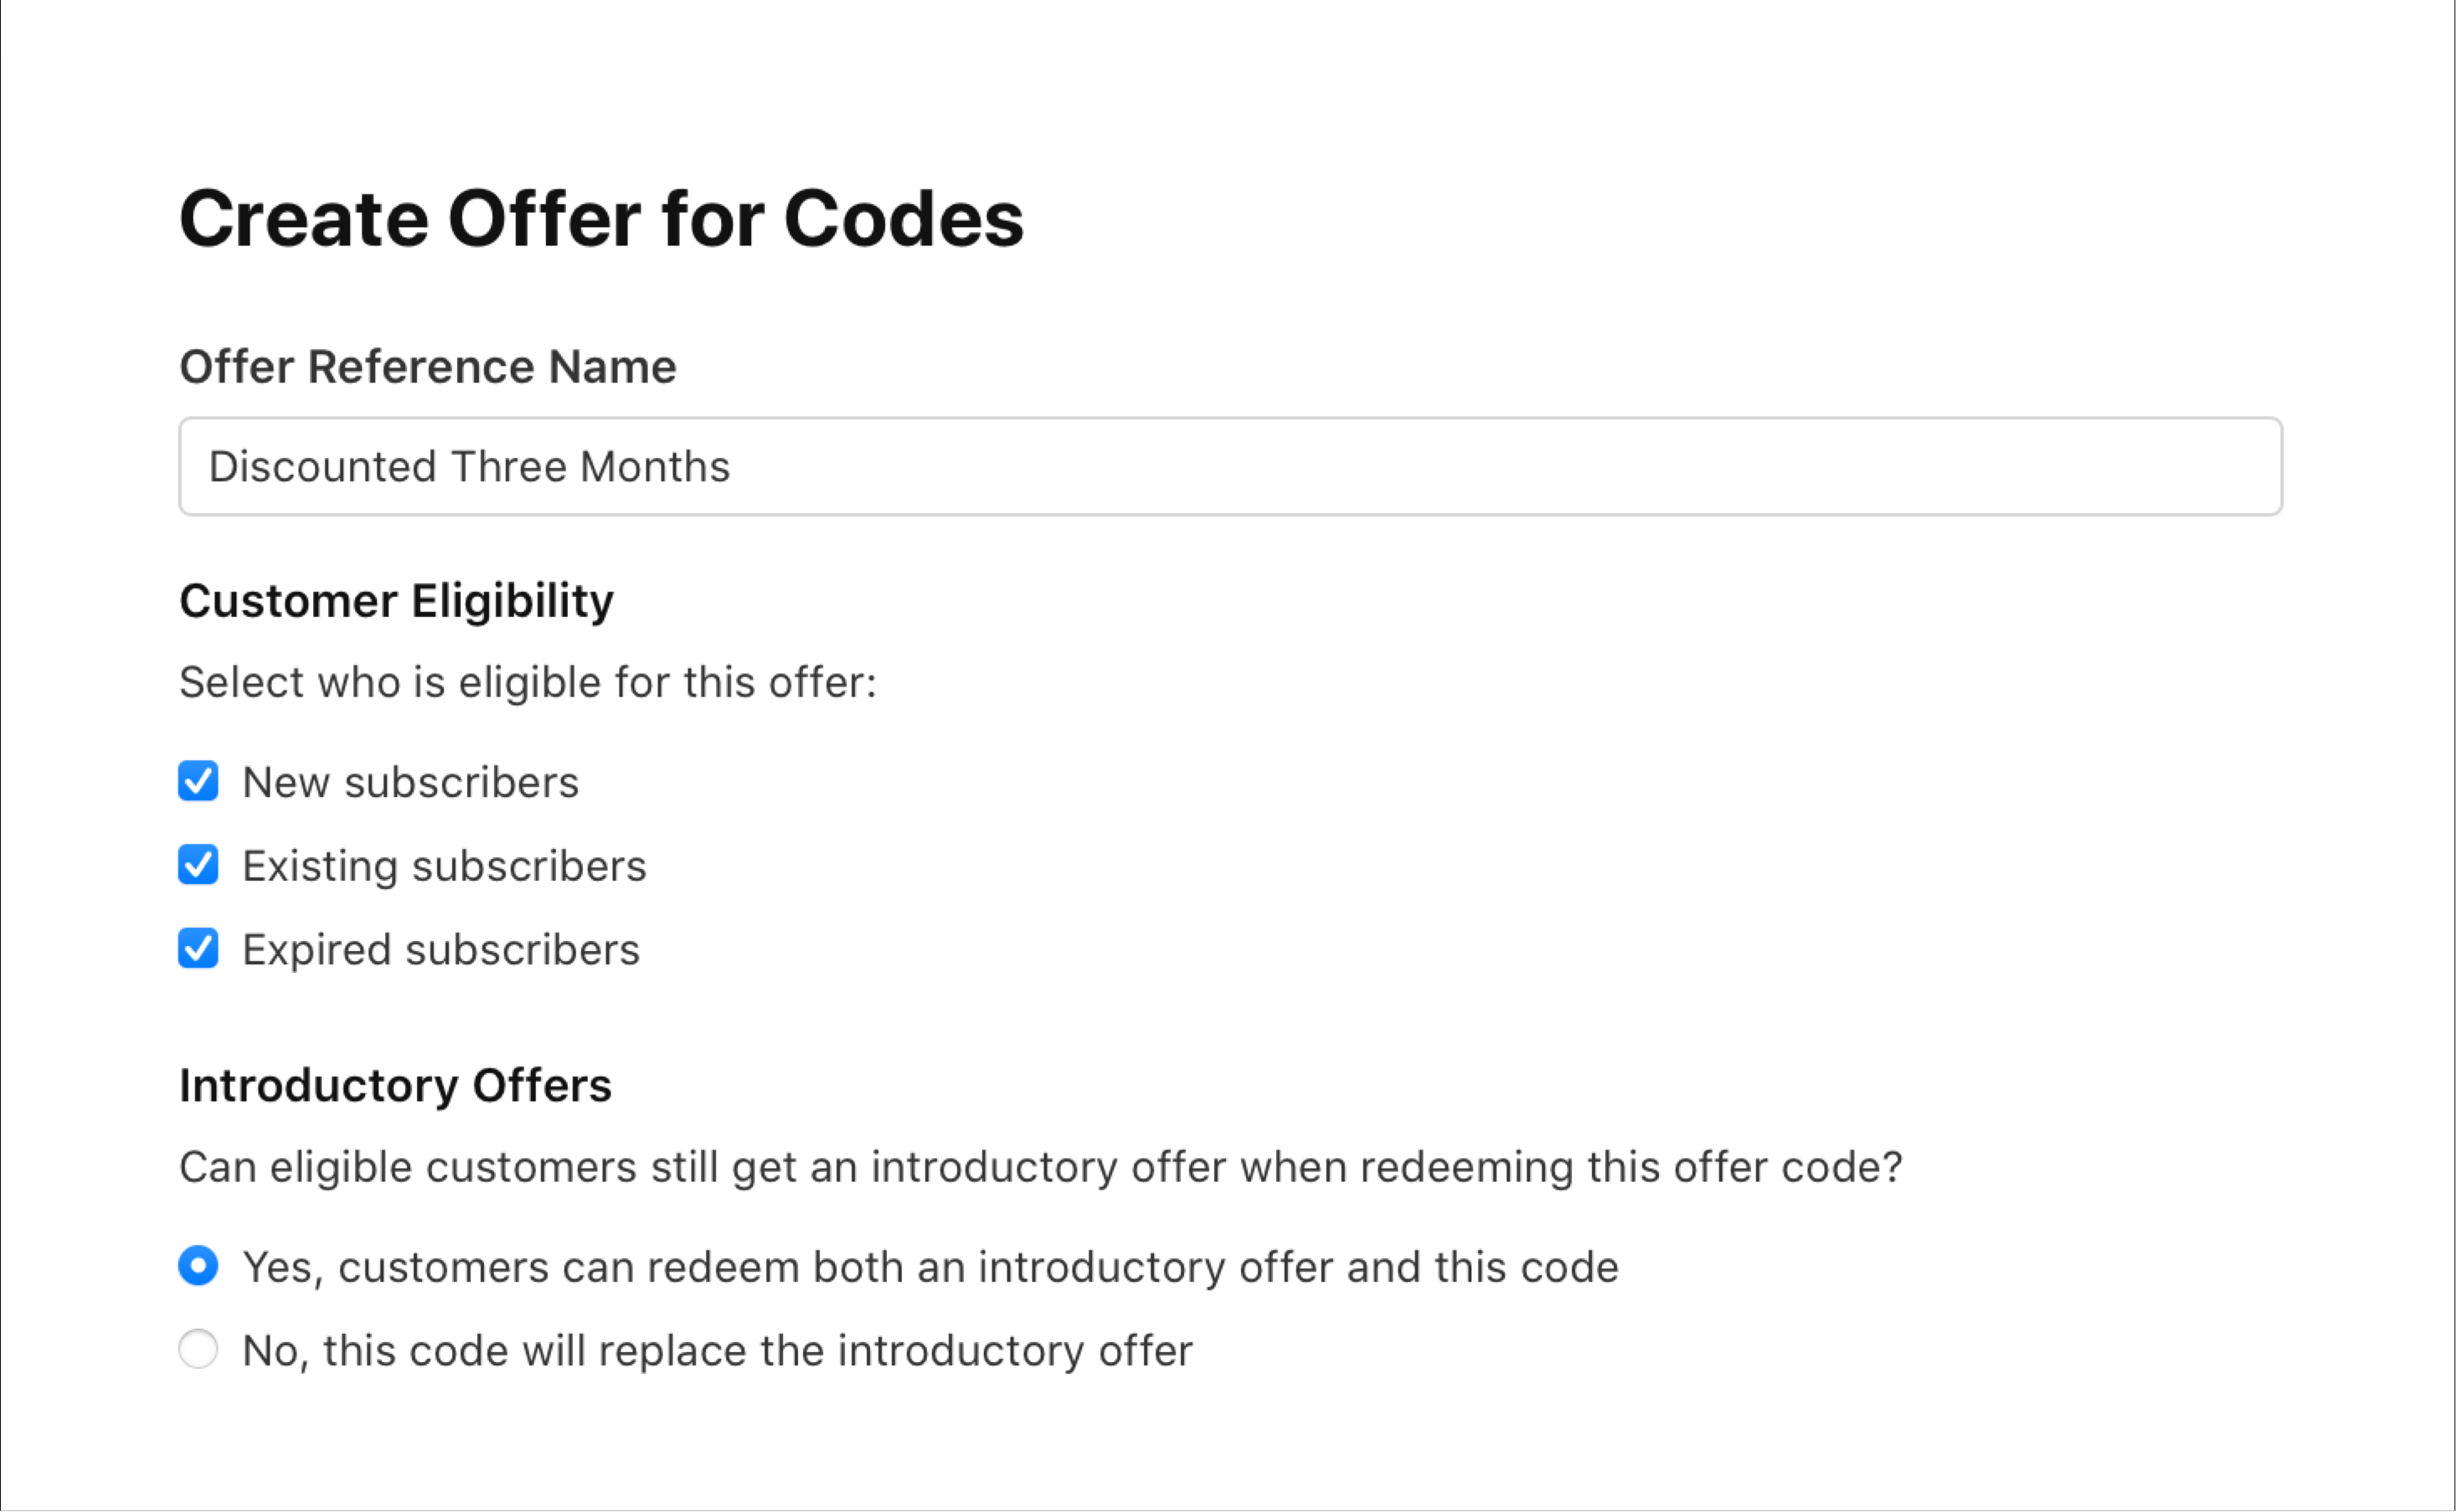 Create Offer for Codes
Offer Reference Name
Discounted Three Months
Customer Eligibility
Select who is eligible for this offer:
New subscribers
Existing subscribers
Expired subscribers
Introductory Offers
Can eligible customers still get an introductory offer when redeeming this offer code?
Yes, customers can redeem both an introductory offer and this code
No, this code will replace the introductory offer